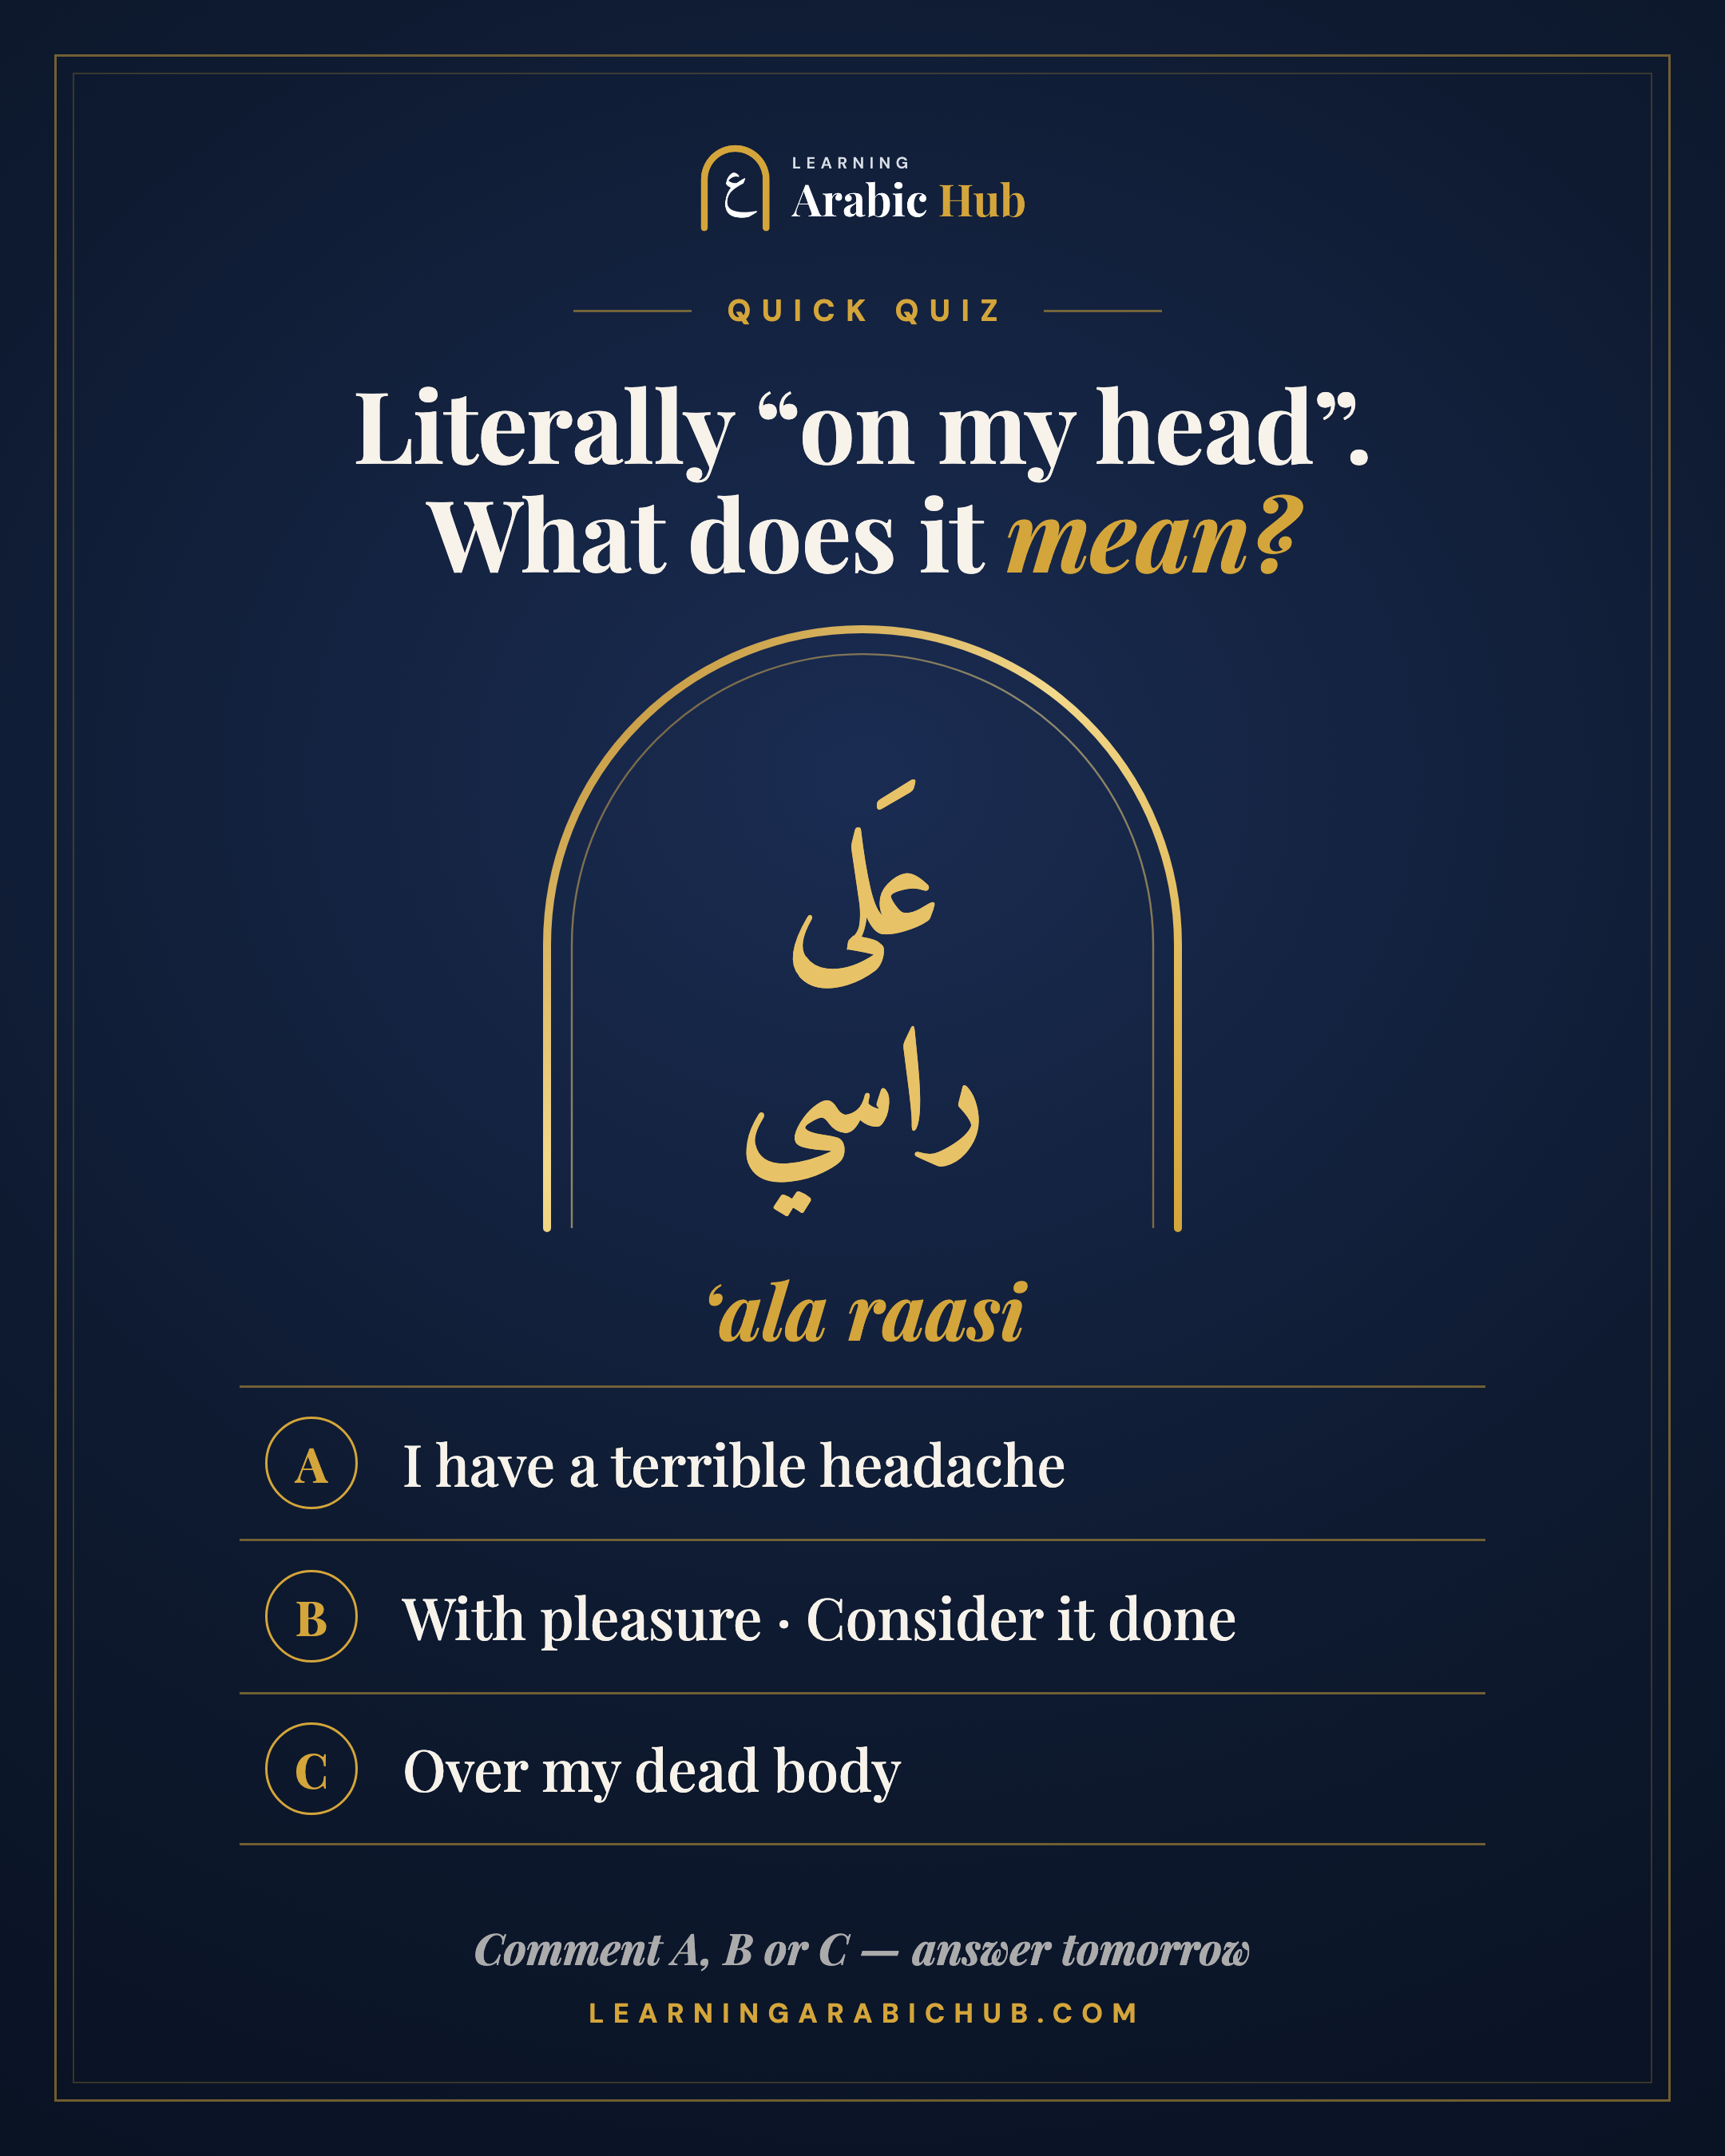 ع
LEARNING
Arabic Hub
QUICK QUIZ
Literally “on my head”.
What does it mean?
عَلى
راسي
‘ala raasi
A I have a terrible headache
B With pleasure · Consider it done
C Over my dead body
Comment A, B or C — answer tomorrow
LEARNINGARABICHUB.COM